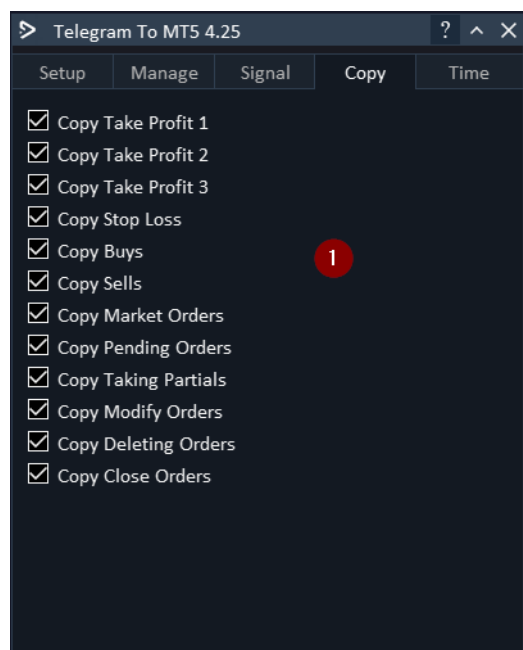 Telegram To MT5 4.25 ?
Setup Manage Signal Copy Time
Copy Take Profit 1
Copy Take Profit 2
Copy Take Profit 3
Copy Stop Loss
Copy Buys
1
Copy Sells
Copy Market Orders
Copy Pending Orders
Copy Taking Partials
Copy Modify Orders
Copy Deleting Orders
Copy Close Orders